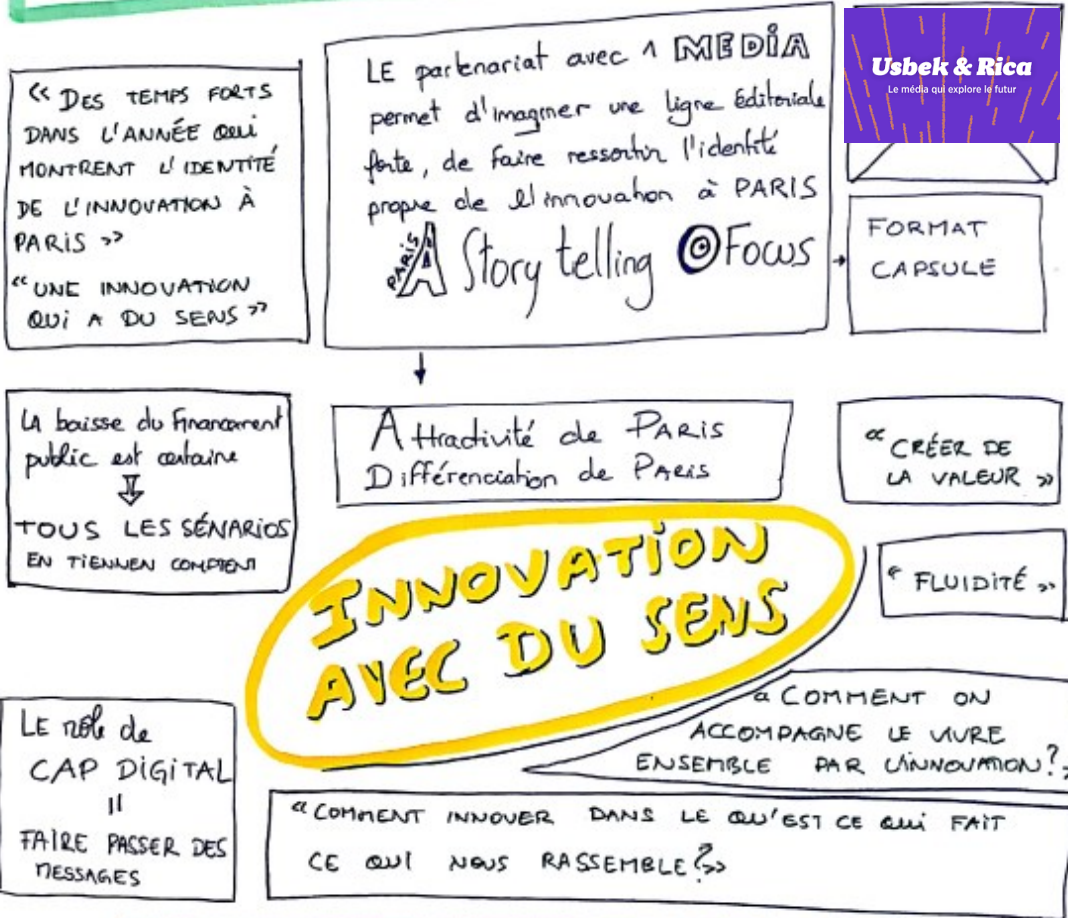 « DES TEMPS FORTS
DANS L'ANNÉE QUI
MONTRENT L'IDENTITÉ
DE L'INNOVATION À
PARIS »
« UNE INNOVATION
QUI A DU SENS »
LE partenariat avec 1 MEDIA
permet d'imaginer une ligne éditoriale
forte, de faire ressortir l'identité
propre de l'innovation à PARIS
PARIS Story telling Focus
Usbek & Rica
Le média qui explore le futur
FORMAT
CAPSULE
La baisse du financement
public est certaine
TOUS LES SÉNARIOS
EN TIENNEN COMPTENT
Attractivité de PARIS
Différenciation de PARIS
« CRÉER DE
LA VALEUR »
« FLUIDITÉ »
INNOVATION
AVEC DU SENS
« COMMENT ON
ACCOMPAGNE LE VIVRE
ENSEMBLE PAR L'INNOVATION ? »
LE rôle de
CAP DIGITAL
=
FAIRE PASSER DES
MESSAGES
« COMMENT INNOVER DANS LE QU'EST CE QUI FAIT
CE QUI NOUS RASSEMBLE ? »